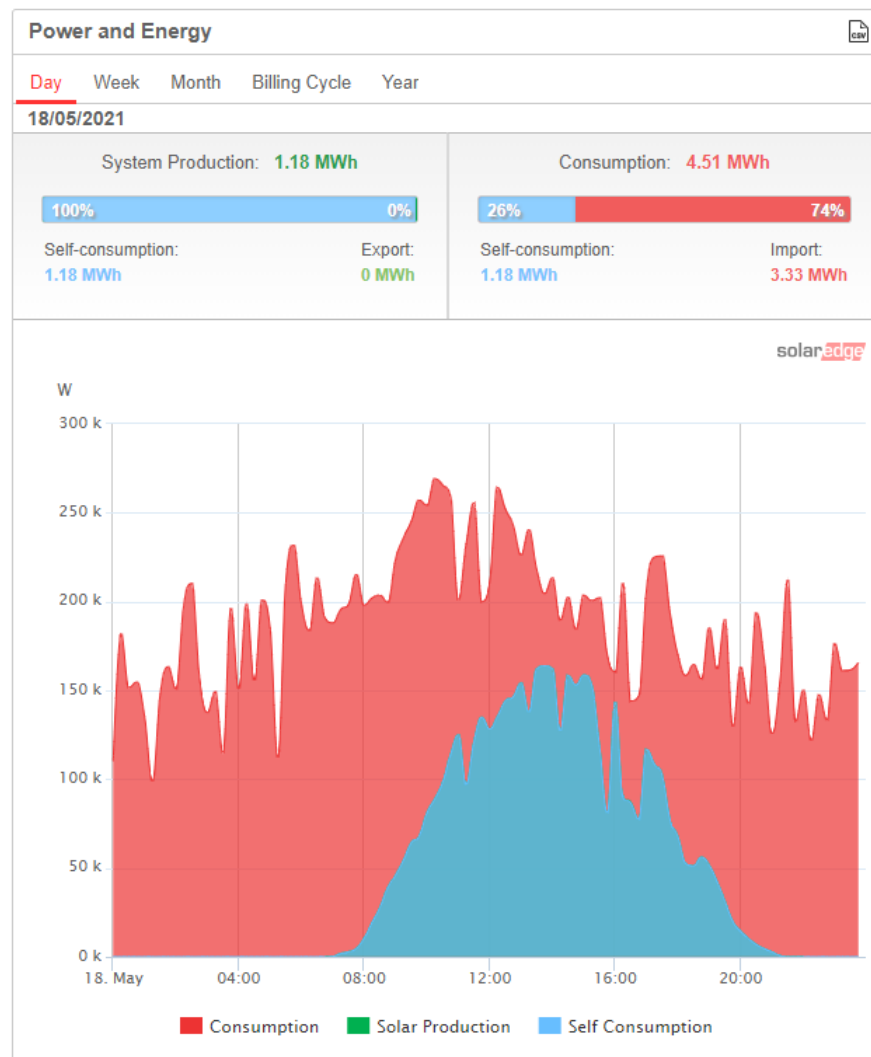 Power and Energy
CSV
Day Week Month Billing Cycle Year
18/05/2021
System Production: 1.18 MWh
100% 0%
Self-consumption: Export:
1.18 MWh 0 MWh
Consumption: 4.51 MWh
26% 74%
Self-consumption: Import:
1.18 MWh 3.33 MWh
solaredge
W
300 k
250 k
200 k
150 k
100 k
50 k
0 k
18. May 04:00 08:00 12:00 16:00 20:00
Consumption Solar Production Self Consumption